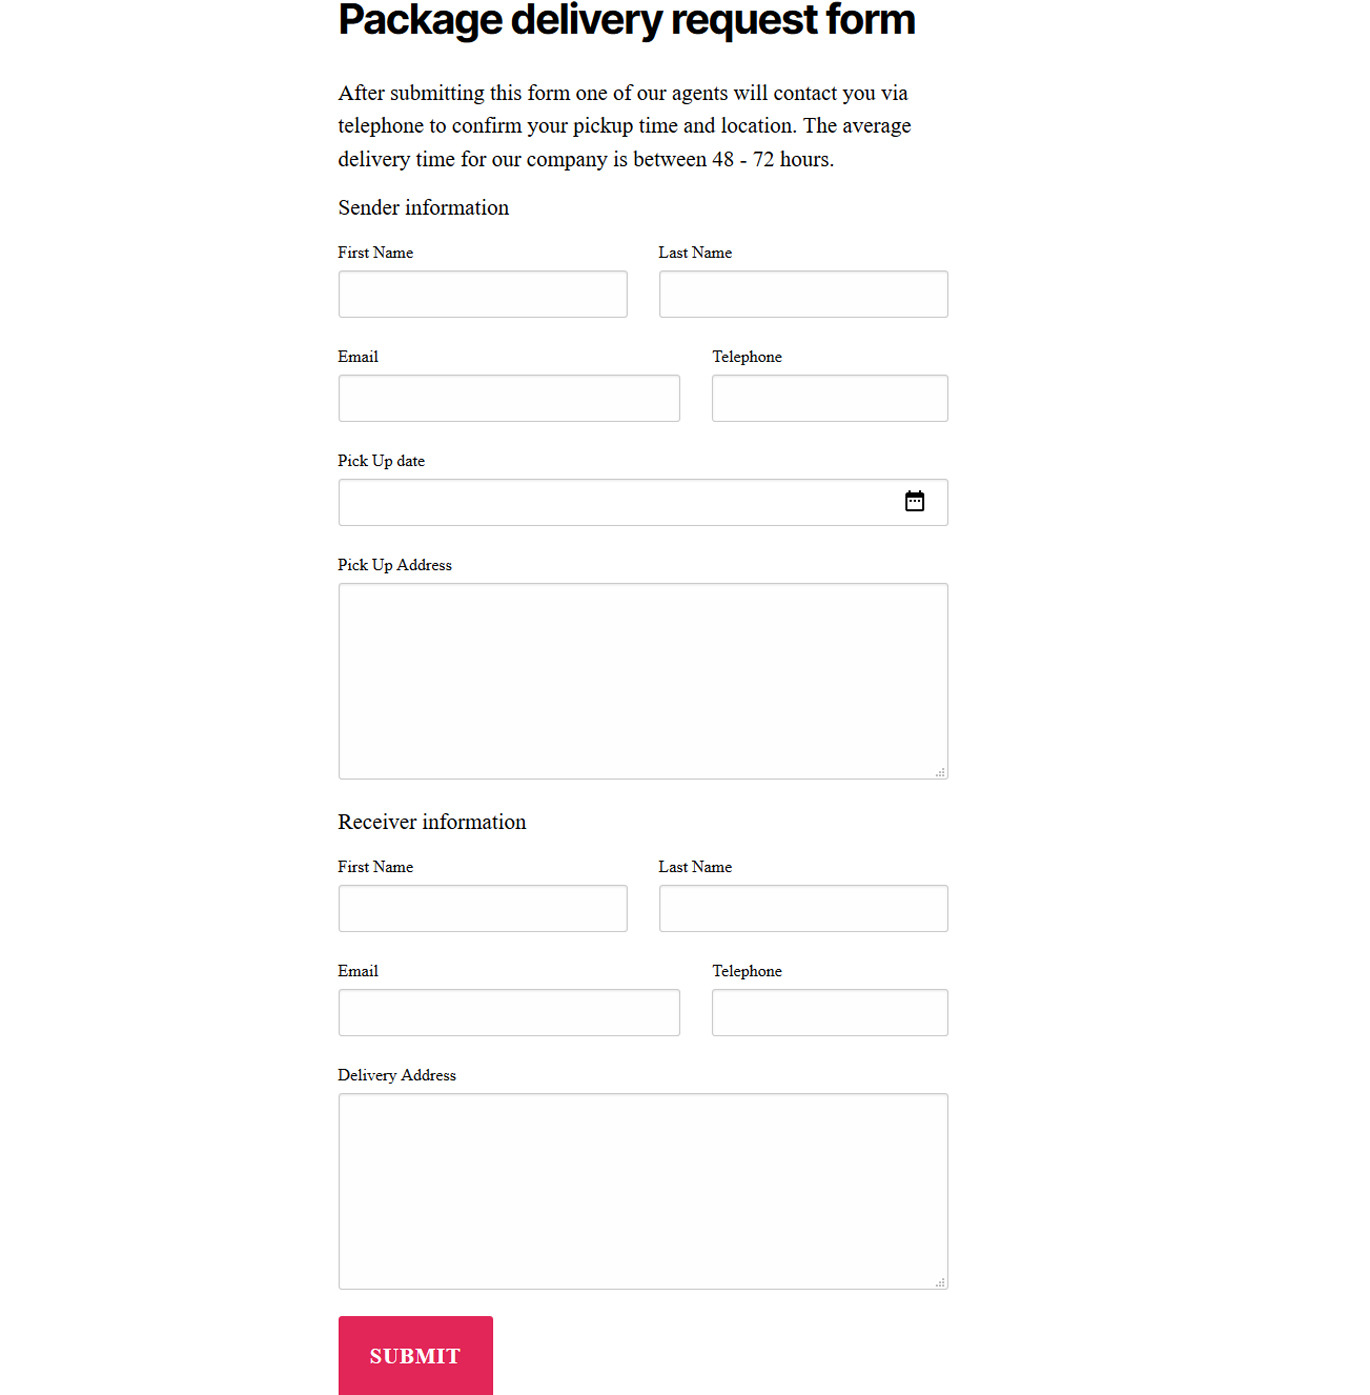 Package delivery request form
After submitting this form one of our agents will contact you via
telephone to confirm your pickup time and location. The average
delivery time for our company is between 48 - 72 hours.
Sender information
First Name Last Name
Email Telephone
Pick Up date
Pick Up Address
Receiver information
First Name Last Name
Email Telephone
Delivery Address
SUBMIT